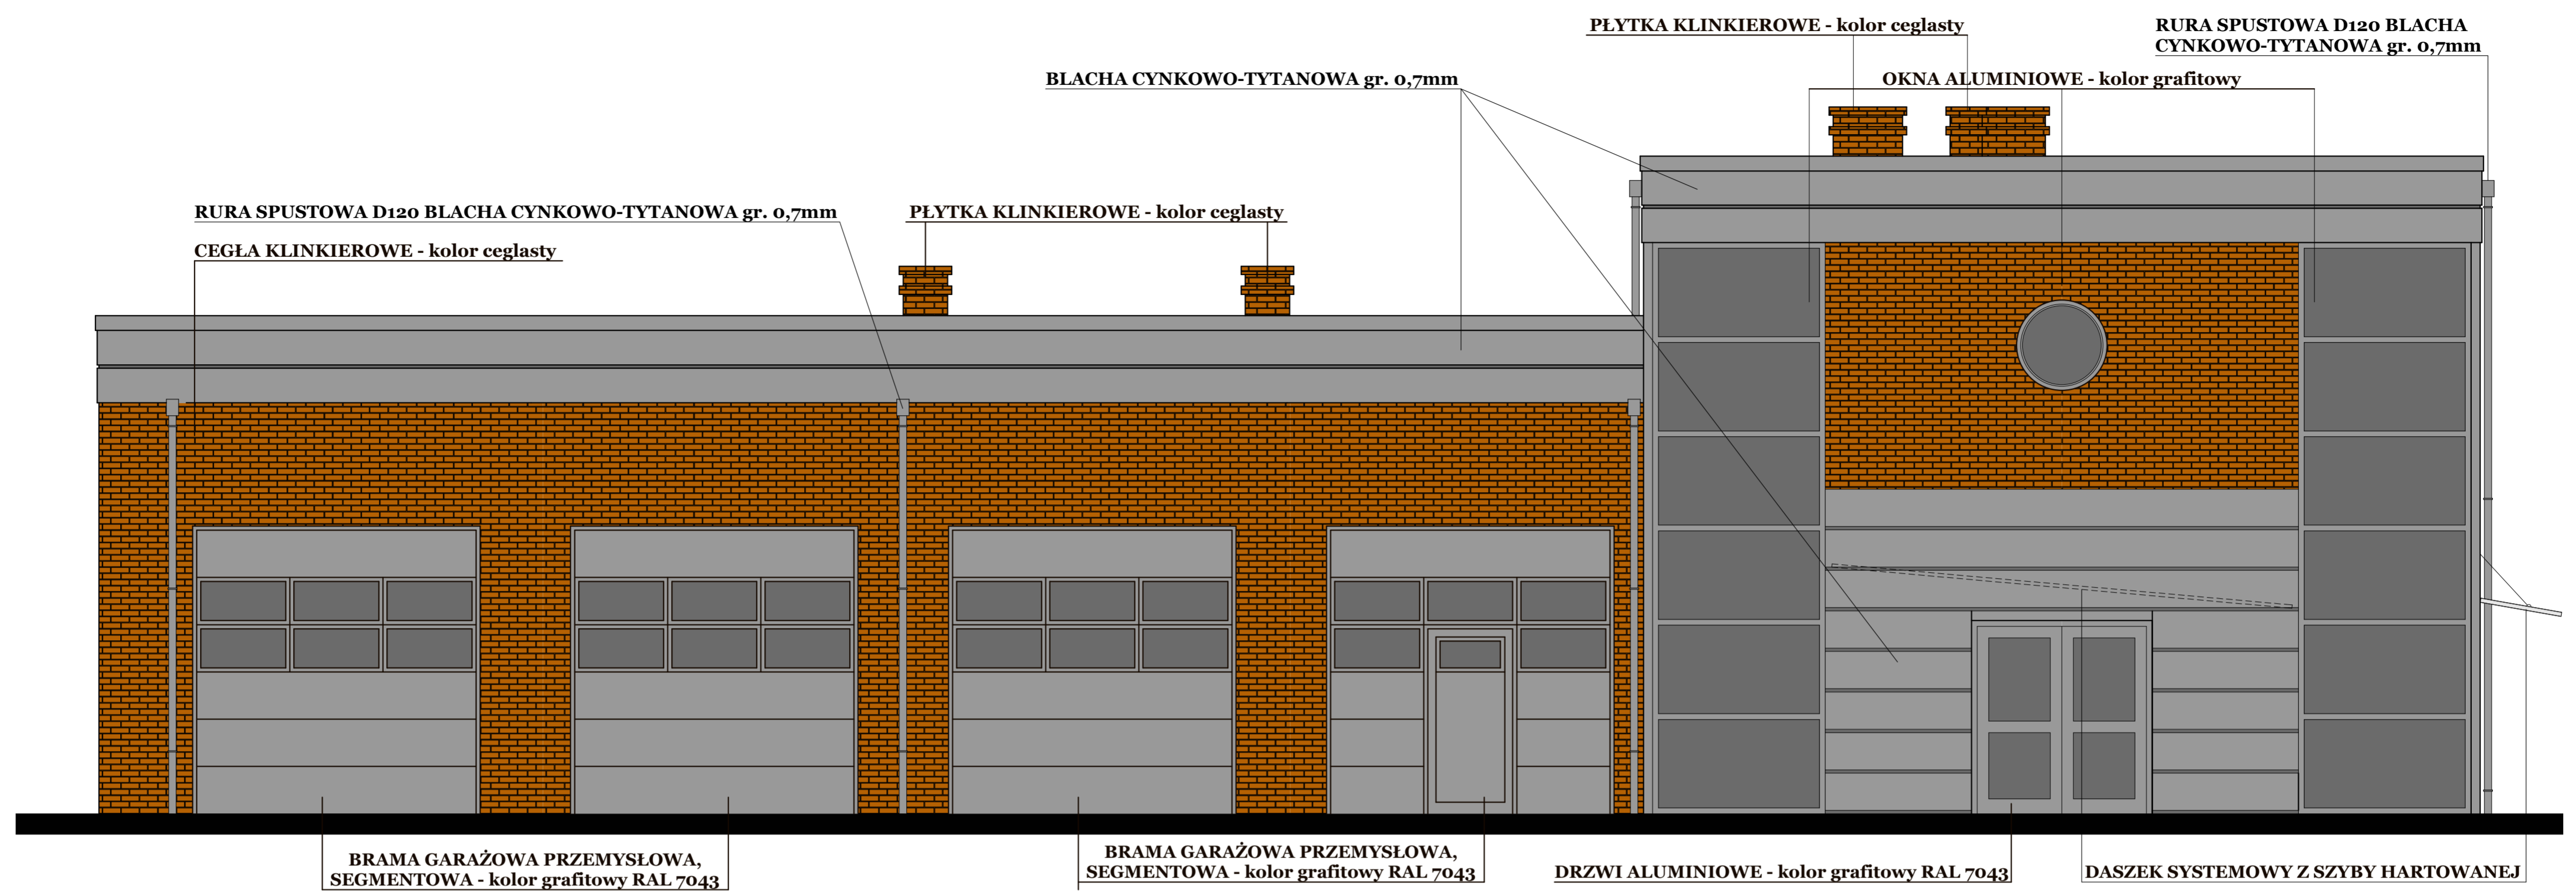 PŁYTKA KLINKIEROWE - kolor ceglasty
RURA SPUSTOWA D120 BLACHA
CYNKOWO-TYTANOWA gr. 0,7mm
BLACHA CYNKOWO-TYTANOWA gr. 0,7mm
OKNA ALUMINIOWE - kolor grafitowy
RURA SPUSTOWA D120 BLACHA CYNKOWO-TYTANOWA gr. 0,7mm
PŁYTKA KLINKIEROWE - kolor ceglasty
CEGŁA KLINKIEROWE - kolor ceglasty
BRAMA GARAŻOWA PRZEMYSŁOWA,
SEGMENTOWA - kolor grafitowy RAL 7043
BRAMA GARAŻOWA PRZEMYSŁOWA,
SEGMENTOWA - kolor grafitowy RAL 7043
DRZWI ALUMINIOWE - kolor grafitowy RAL 7043
DASZEK SYSTEMOWY Z SZYBY HARTOWANEJ